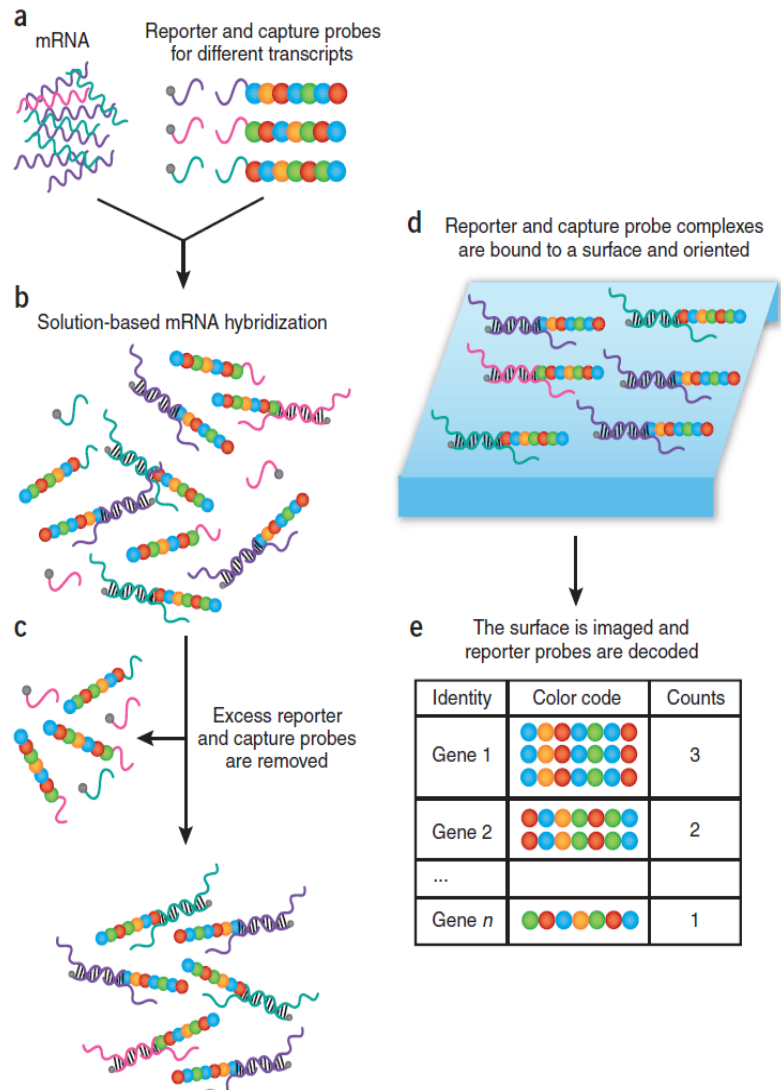 a
mRNA
Reporter and capture probes
for different transcripts
b
Solution-based mRNA hybridization
c
Excess reporter
and capture probes
are removed
d
Reporter and capture probe complexes
are bound to a surface and oriented
e
The surface is imaged and
reporter probes are decoded
Identity Color code Counts
Gene 1 3
Gene 2 2
...
Gene n 1